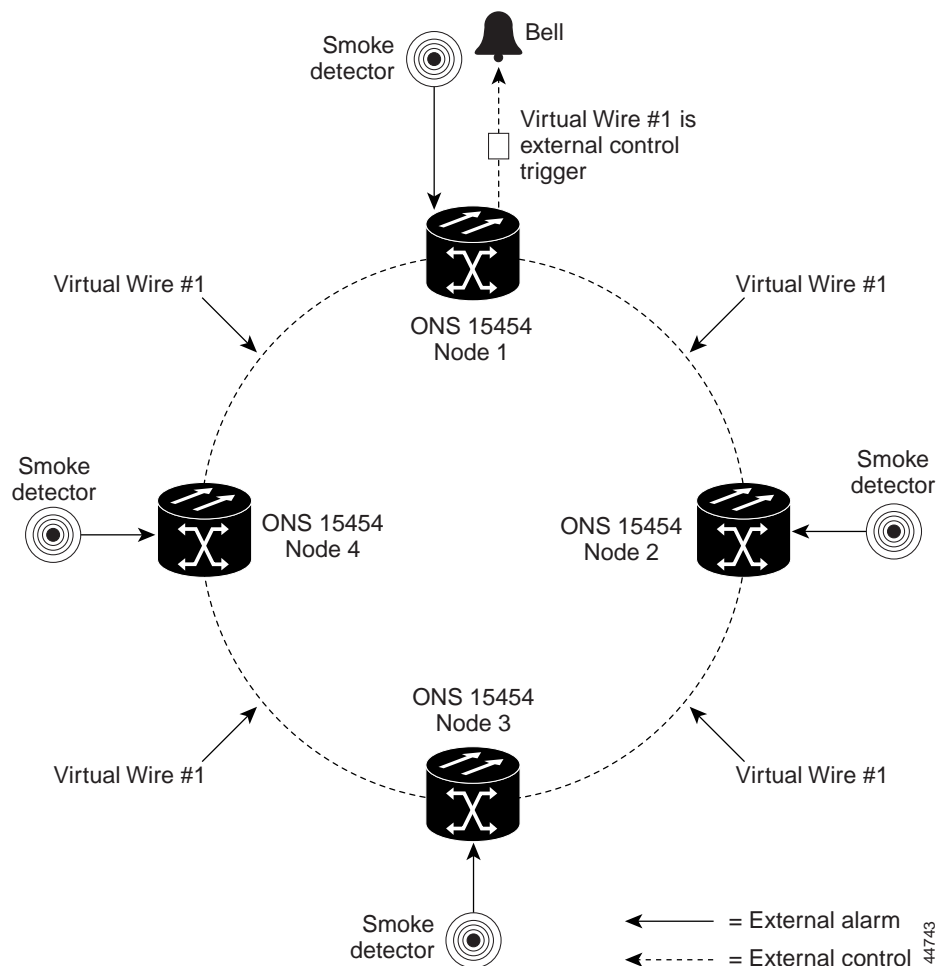 Smoke
detector
Bell
Virtual Wire #1 is
external control
trigger
Virtual Wire #1
Virtual Wire #1
ONS 15454
Node 1
Smoke
detector
ONS 15454
Node 4
ONS 15454
Node 2
Smoke
detector
ONS 15454
Node 3
Virtual Wire #1
Virtual Wire #1
Smoke
detector
= External alarm
= External control
44743